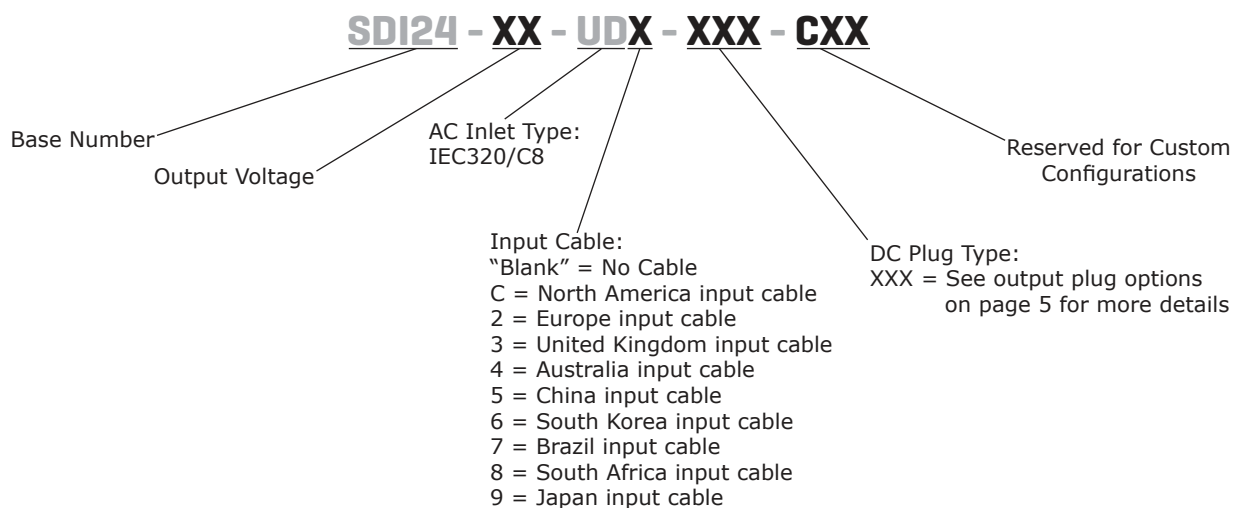 SDI24 - XX - UDX - XXX - CXX
Base Number
Output Voltage
AC Inlet Type:
IEC320/C8
Input Cable:
“Blank” = No Cable
C = North America input cable
2 = Europe input cable
3 = United Kingdom input cable
4 = Australia input cable
5 = China input cable
6 = South Korea input cable
7 = Brazil input cable
8 = South Africa input cable
9 = Japan input cable
DC Plug Type:
XXX = See output plug options
on page 5 for more details
Reserved for Custom
Configurations